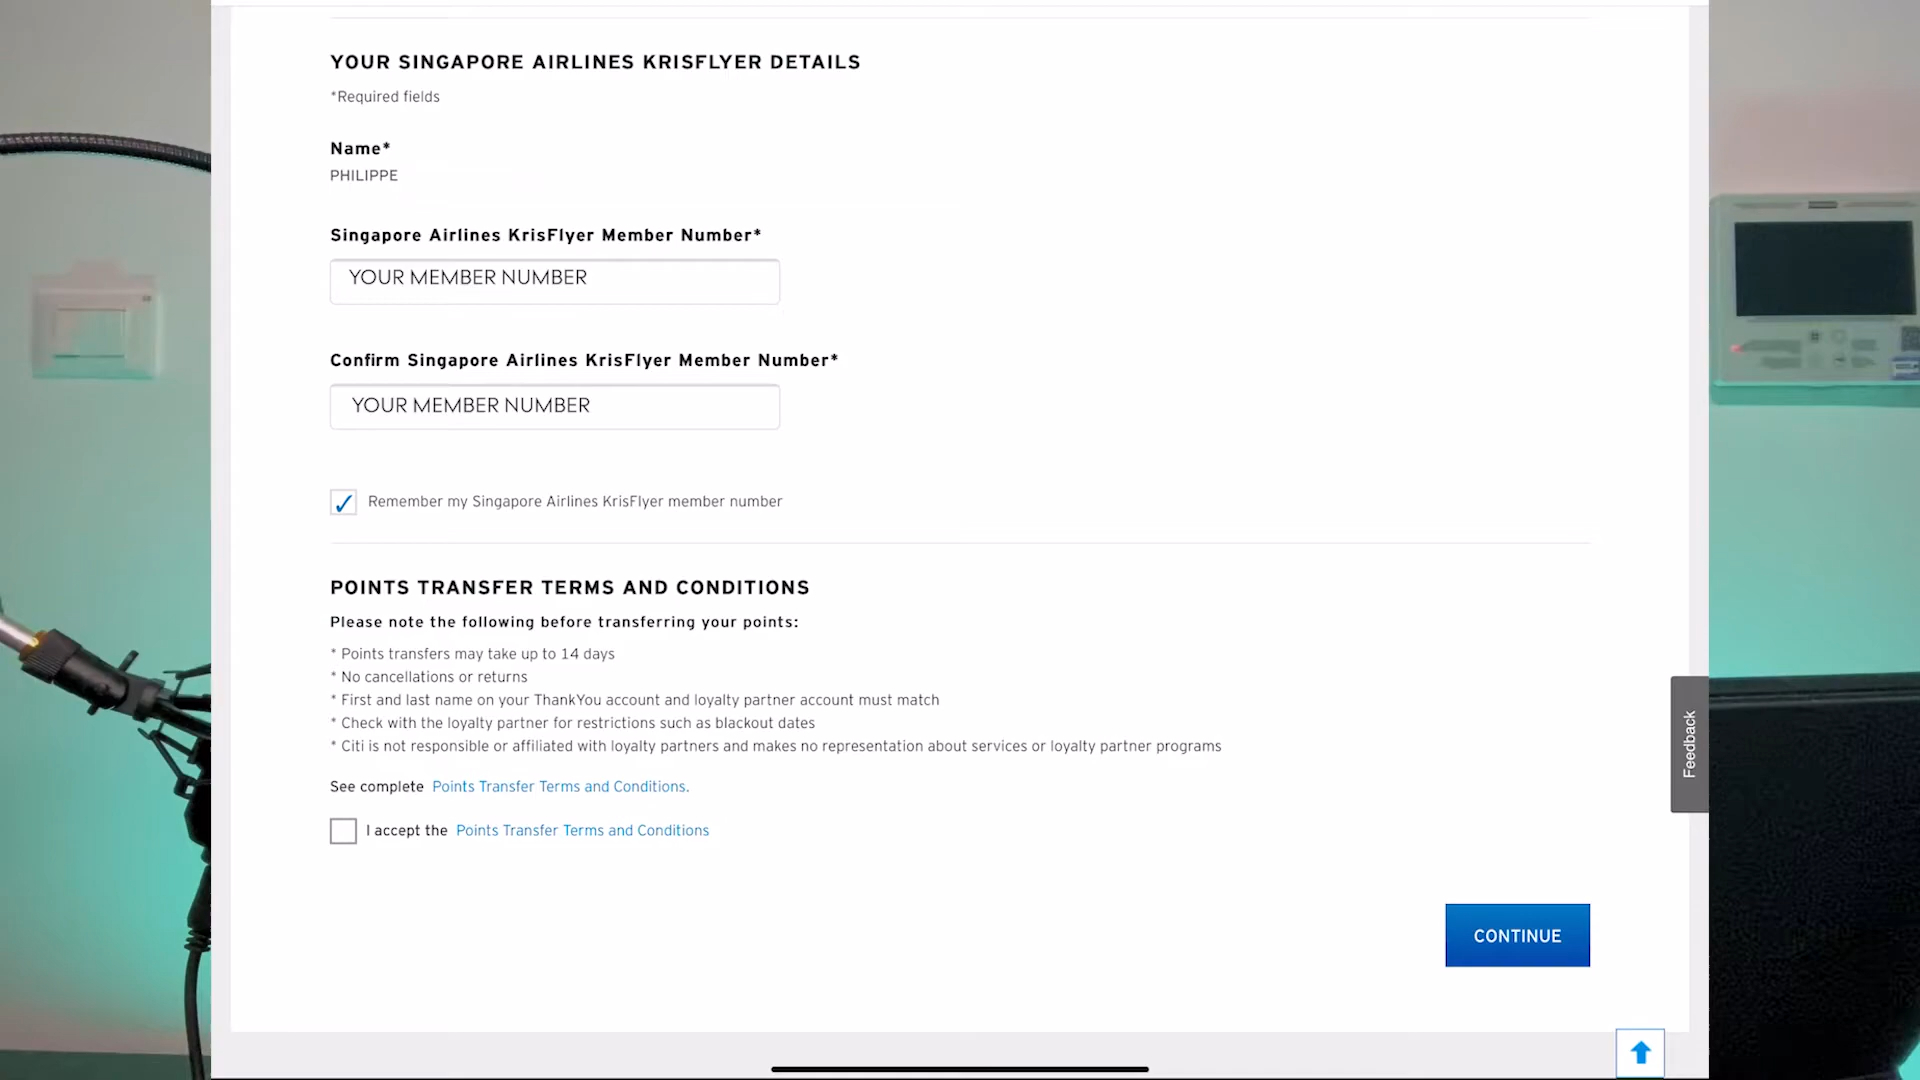 YOUR SINGAPORE AIRLINES KRISFLYER DETAILS
*Required fields
Name*
PHILIPPE
Singapore Airlines KrisFlyer Member Number*
YOUR MEMBER NUMBER
Confirm Singapore Airlines KrisFlyer Member Number*
YOUR MEMBER NUMBER
Remember my Singapore Airlines KrisFlyer member number
POINTS TRANSFER TERMS AND CONDITIONS
Please note the following before transferring your points:
* Points transfers may take up to 14 days
* No cancellations or returns
* First and last name on your ThankYou account and loyalty partner account must match
* Check with the loyalty partner for restrictions such as blackout dates
* Citi is not responsible or affiliated with loyalty partners and makes no representation about services or loyalty partner programs
See complete Points Transfer Terms and Conditions.
I accept the Points Transfer Terms and Conditions
Feedback
CONTINUE